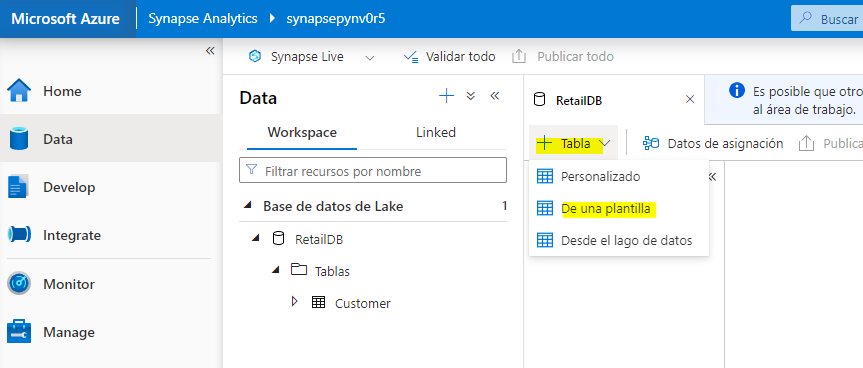 Microsoft Azure
Synapse Analytics
synapsepynv0r5
Buscar
«
Synapse Live
Validar todo
Publicar todo
Home
Data
Develop
Integrate
Monitor
Manage
Data
Workspace
Linked
Filtrar recursos por nombre
Base de datos de Lake 1
RetailDB
Tablas
Customer
RetailDB
Es posible que otro
al área de trabajo.
Tabla
Datos de asignación
Publica
Personalizado
De una plantilla
Desde el lago de datos